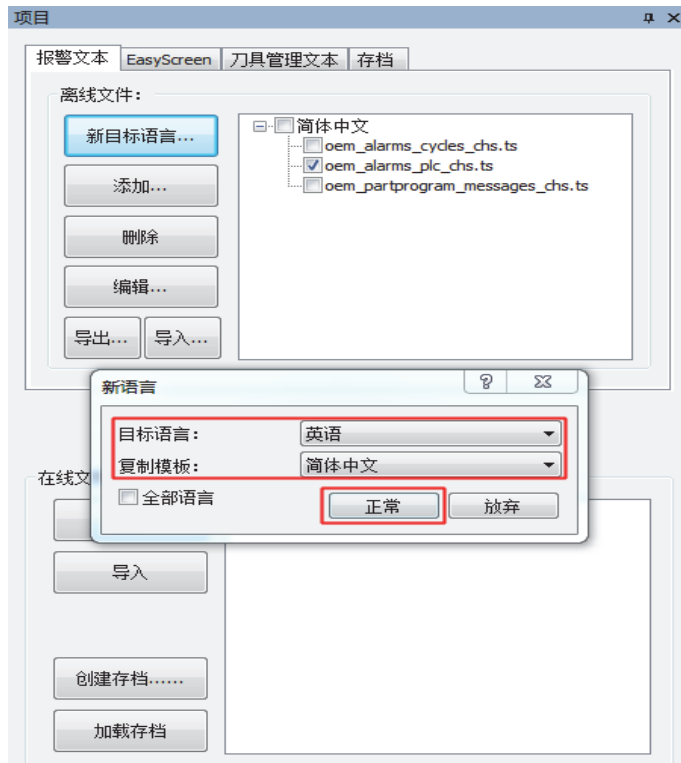 项目
报警文本 EasyScreen 刀具管理文本 存档
离线文件：
新目标语言...
添加...
删除
编辑...
导出... 导入...
简体中文
oem_alarms_cycles_chs.ts
oem_alarms_plc_chs.ts
oem_partprogram_messages_chs.ts
新语言
目标语言： 英语
复制模板： 简体中文
全部语言
正常 放弃
在线文
导入
创建存档……
加载存档